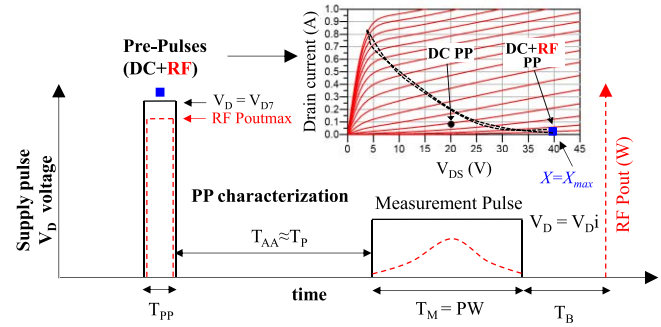 Pre-Pulses
(DC+RF)
V_D = V_D7
RF Poutmax
Drain current (A)
1.0
0.9
0.8
0.7
0.6
0.5
0.4
0.3
0.2
0.1
0.0
DC PP
DC+RF
PP
0 5 10 15 20 25 30 35 40 45
V_DS (V)
X=X_max
Supply pulse
V_D voltage
PP characterization
Measurement Pulse
V_D = V_Di
RF Pout (W)
T_AA≈T_P
time
T_PP
T_M = PW
T_B